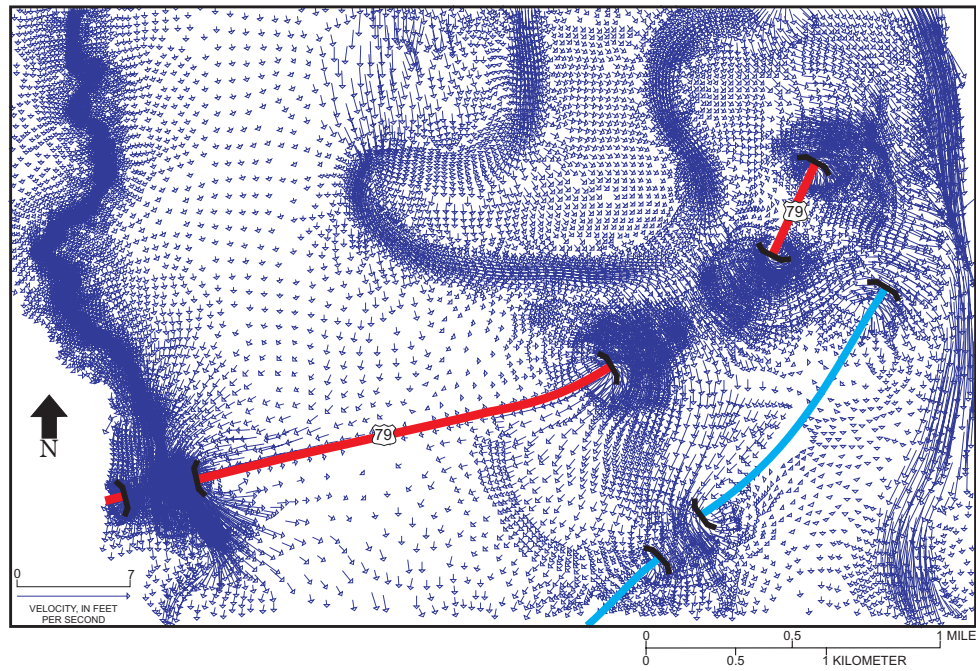 79
79
N
0 7
VELOCITY, IN FEET
PER SECOND
0 0.5 1 MILE
0 0.5 1 KILOMETER